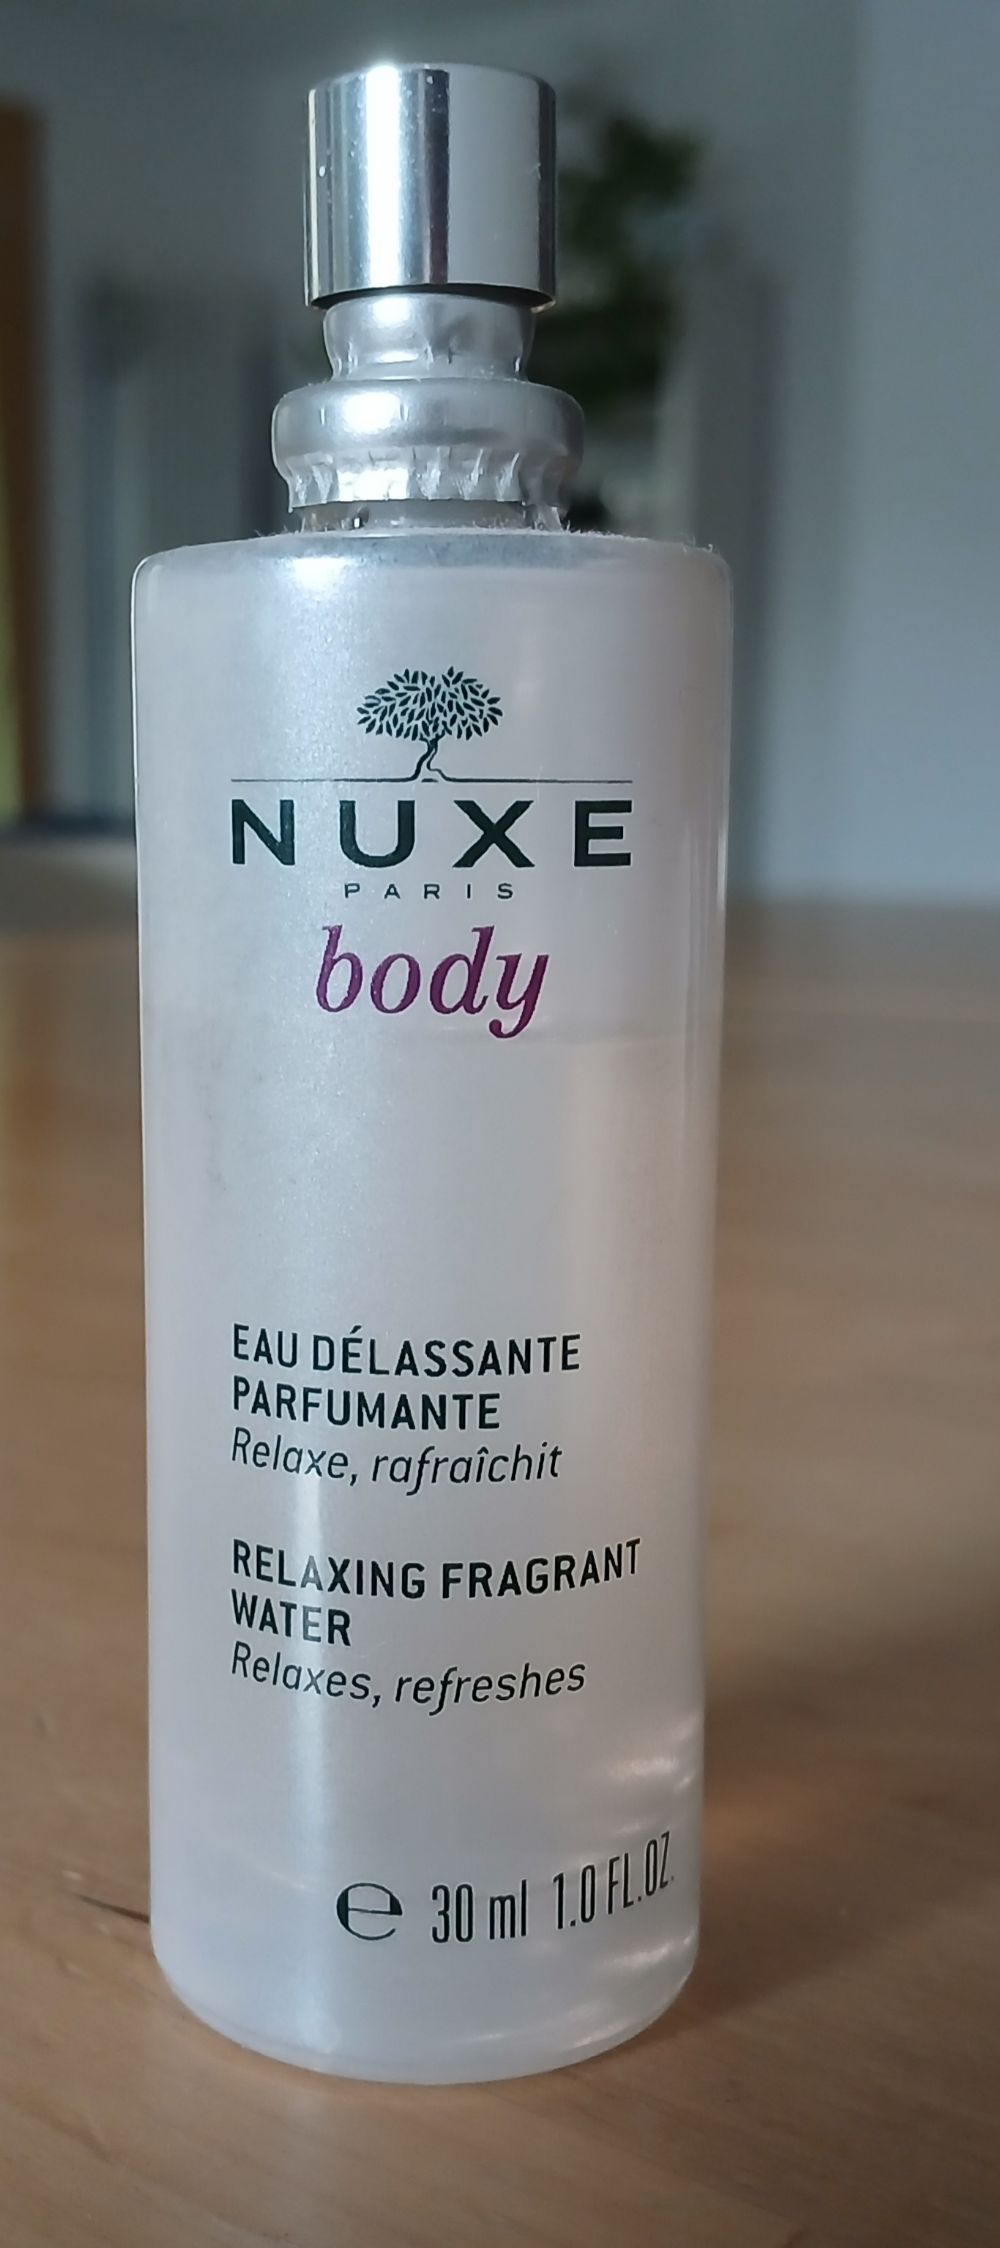 NUXE
PARIS
body
EAU DÉLASSANTE
PARFUMANTE
Relaxe, rafraîchit
RELAXING FRAGRANT
WATER
Relaxes, refreshes
℮ 30 ml 1.0 FL.OZ.